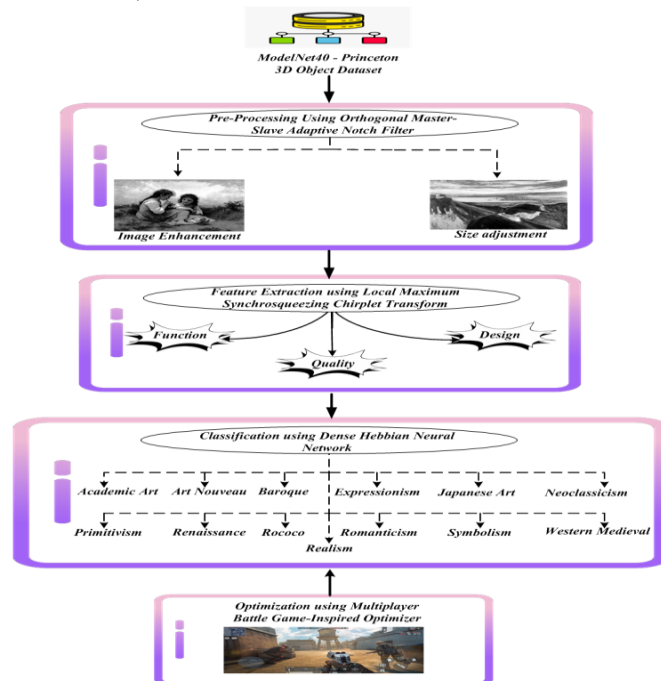 ModelNet40 - Princeton
3D Object Dataset
Pre-Processing Using Orthogonal Master-
Slave Adaptive Notch Filter
Image Enhancement
Size adjustment
Feature Extraction using Local Maximum
Synchrosqueezing Chirplet Transform
Function
Quality
Design
Classification using Dense Hebbian Neural
Network
Academic Art
Art Nouveau
Baroque
Expressionism
Japanese Art
Neoclassicism
Primitivism
Renaissance
Rococo
Romanticism
Symbolism
Western Medieval
Realism
Optimization using Multiplayer
Battle Game-Inspired Optimizer